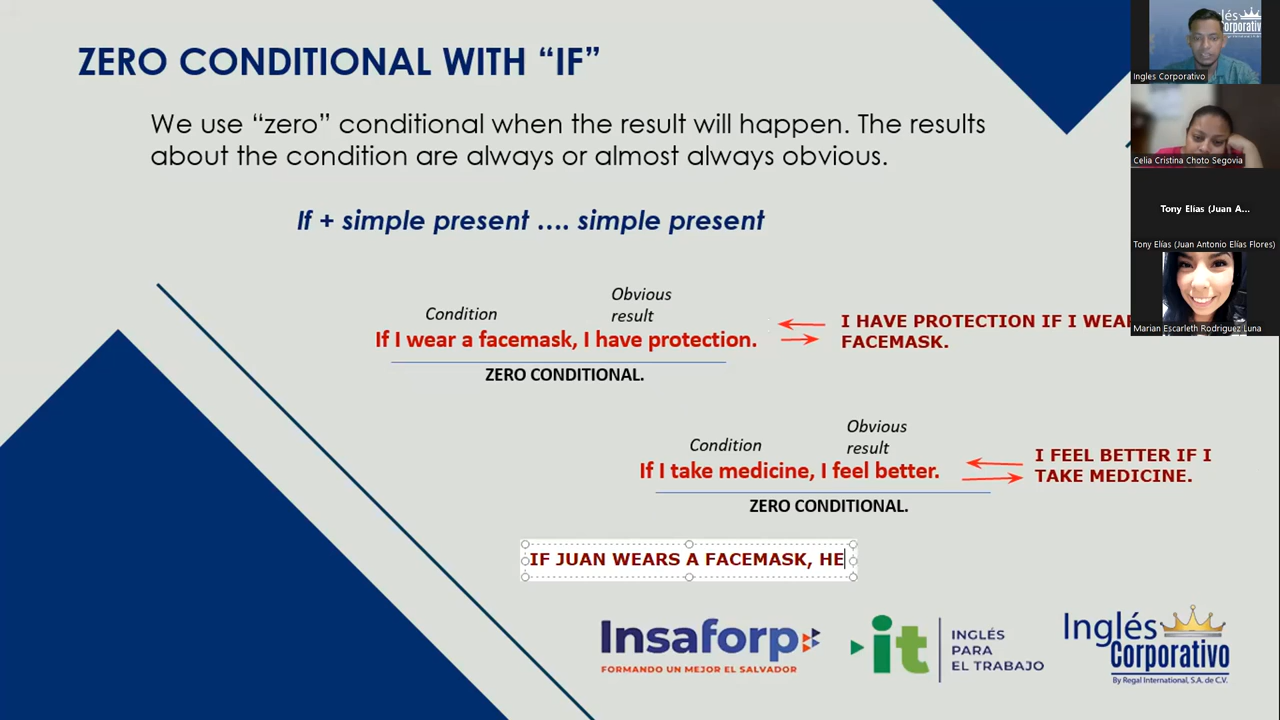 ZERO CONDITIONAL WITH “IF”
We use “zero” conditional when the result will happen. The results
about the condition are always or almost always obvious.
If + simple present .... simple present
Condition
Obvious
result
If I wear a facemask, I have protection.
ZERO CONDITIONAL.
I HAVE PROTECTION IF I WEAR
FACEMASK.
Condition
Obvious
result
If I take medicine, I feel better.
ZERO CONDITIONAL.
I FEEL BETTER IF I
TAKE MEDICINE.
IF JUAN WEARS A FACEMASK, HE
Insaforp
FORMANDO UN MEJOR EL SALVADOR
it
INGLÉS
PARA
EL TRABAJO
Inglés
Corporativo
By Regal International, S.A. de C.V.
Ingles Corporativo
Celia Cristina Choto Segovia
Tony Elías (Juan A...
Tony Elías (Juan Antonio Elías Flores)
Marian Escarleth Rodriguez Luna